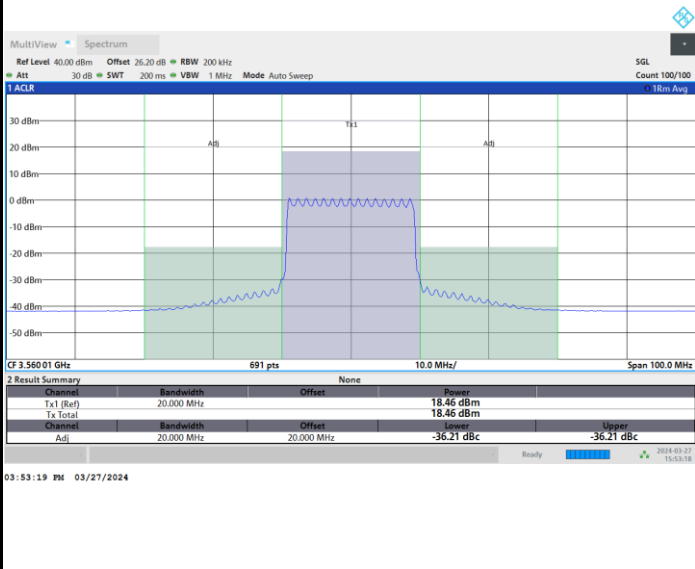 MultiView Spectrum
Ref Level 40.00 dBm Offset 26.20 dB RBW 200 kHz SGL
Att 30 dB SWT 200 ms VBW 1 MHz Mode Auto Sweep Count 100/100
1 ACLR 1Rm Avg
30 dBm
Tx1
20 dBm
Adj Adj
10 dBm
0 dBm
-10 dBm
-20 dBm
-30 dBm
-40 dBm
-50 dBm
CF 3.560 01 GHz 691 pts 10.0 MHz/ Span 100.0 MHz
2 Result Summary None
Channel Bandwidth Offset Power
Tx1 (Ref) 20.000 MHz 18.46 dBm
Tx Total 18.46 dBm
Channel Bandwidth Offset Lower Upper
Adj 20.000 MHz 20.000 MHz -36.21 dBc -36.21 dBc
Ready 2024-03-27
15:53:18
03:53:19 PM 03/27/2024